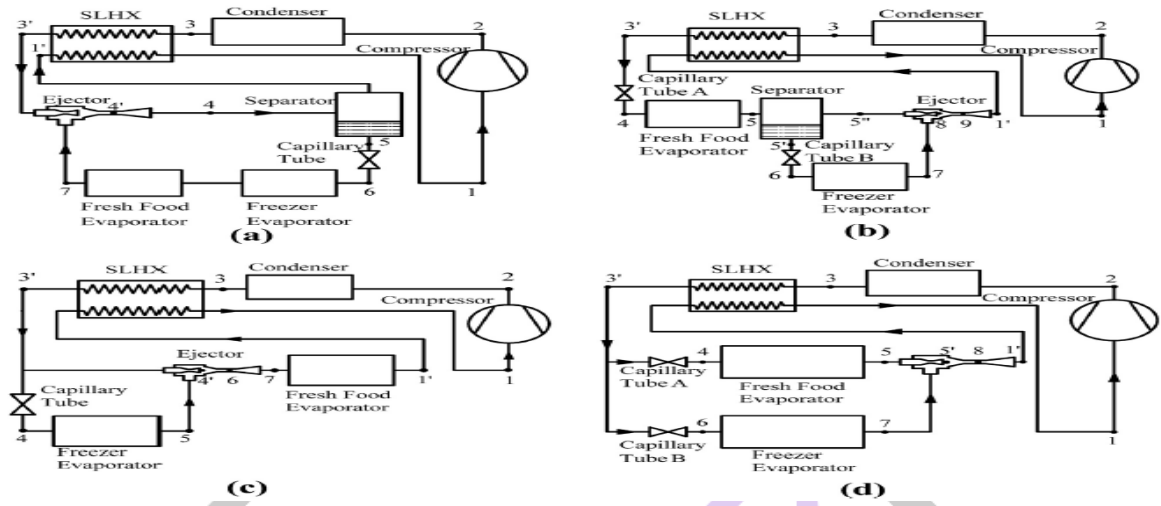 SLHX
Condenser
3'
3
2
1'
Compressor
Ejector
4'
4
Separator
5
Capillary
Tube
7
6
1
Fresh Food
Evaporator
Freezer
Evaporator
(a)
SLHX
Condenser
3'
3
2
Compressor
Capillary
Tube A
Separator
Ejector
4
5
5"
8
9
1'
1
Fresh Food
Evaporator
5'
Capillary
Tube B
6
7
Freezer
Evaporator
(b)
SLHX
Condenser
3'
3
2
Compressor
Ejector
4'
6
7
1'
1
Capillary
Tube
Fresh Food
Evaporator
4
5
Freezer
Evaporator
(c)
SLHX
Condenser
3'
3
2
Compressor
4
5
5'
8
1'
Capillary
Tube A
Fresh Food
Evaporator
Ejector
6
7
1
Capillary
Tube B
Freezer
Evaporator
(d)